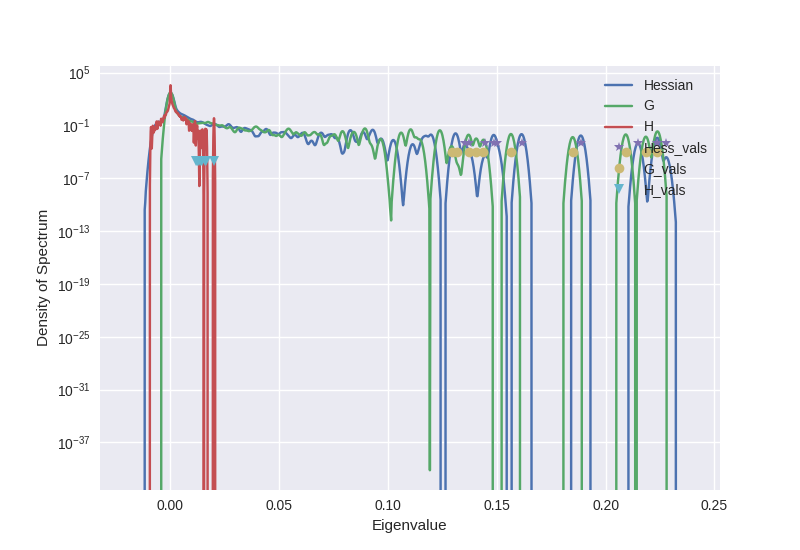 10^5
10^−1
10^−7
10^−13
10^−19
10^−25
10^−31
10^−37
Density of Spectrum
Hessian
G
H
Hess_vals
G_vals
H_vals
0.00 0.05 0.10 0.15 0.20 0.25
Eigenvalue